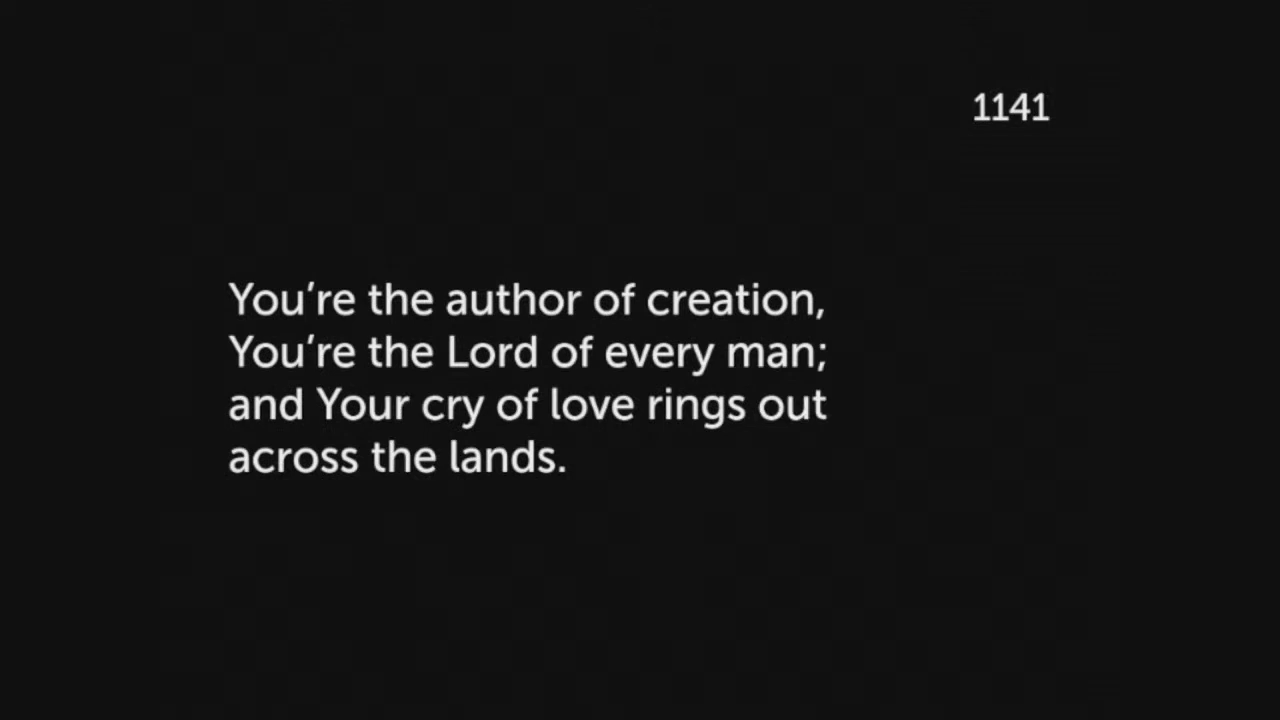 1141
You’re the author of creation,
You’re the Lord of every man;
and Your cry of love rings out
across the lands.